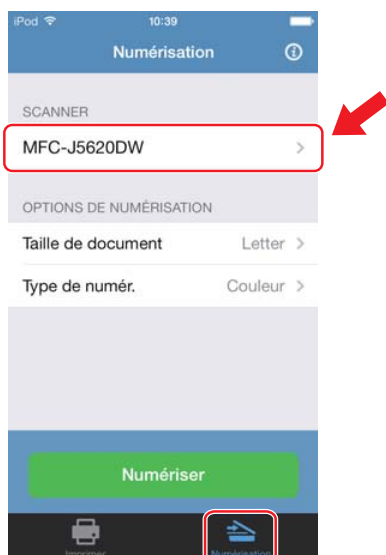 iPod 10:39
Numérisation
SCANNER
MFC-J5620DW
OPTIONS DE NUMÉRISATION
Taille de document Letter
Type de numér. Couleur
Numériser
Imprimer Numérisation